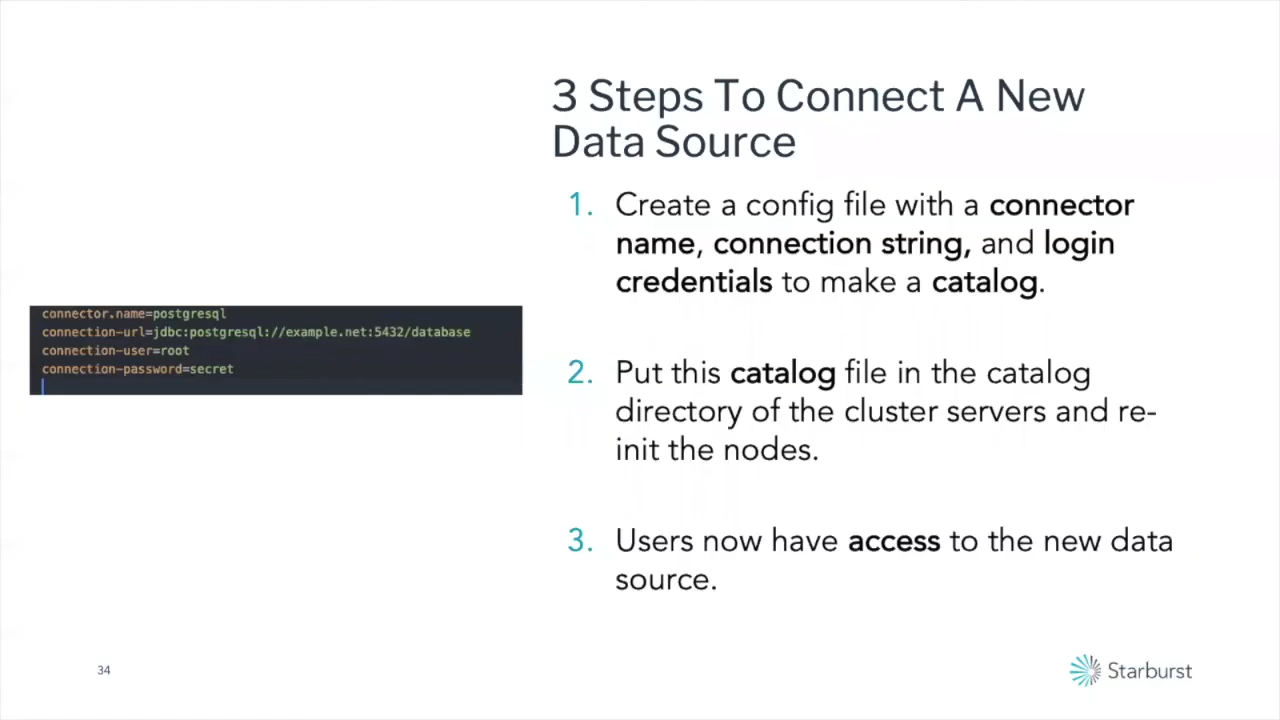 3 Steps To Connect A New
Data Source
connector.name=postgresql
connection-url=jdbc:postgresql://example.net:5432/database
connection-user=root
connection-password=secret
1. Create a config file with a connector
name, connection string, and login
credentials to make a catalog.
2. Put this catalog file in the catalog
directory of the cluster servers and re-
init the nodes.
3. Users now have access to the new data
source.
34
Starburst